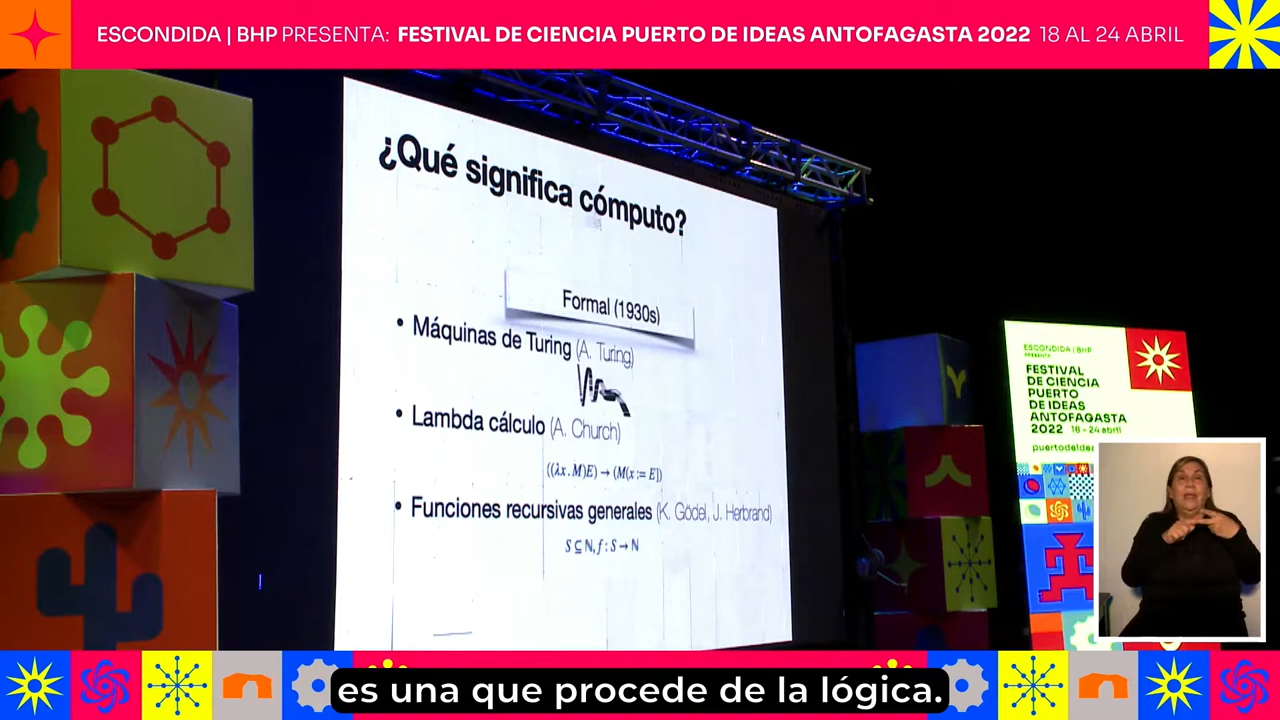 ESCONDIDA | BHP PRESENTA: FESTIVAL DE CIENCIA PUERTO DE IDEAS ANTOFAGASTA 2022 18 AL 24 ABRIL
¿Qué significa cómputo?
Formal (1930s)
• Máquinas de Turing (A. Turing)
• Lambda cálculo (A. Church)
((λx.M)E) → (M(x := E])
• Funciones recursivas generales (K. Gödel, J. Herbrand)
S ⊆ ℕ, f : S → ℕ
ESCONDIDA | BHP
PRESENTA:
FESTIVAL
DE CIENCIA
PUERTO
DE IDEAS
ANTOFAGASTA
2022 18 - 24 abril
puertodeidea
es una que procede de la lógica.